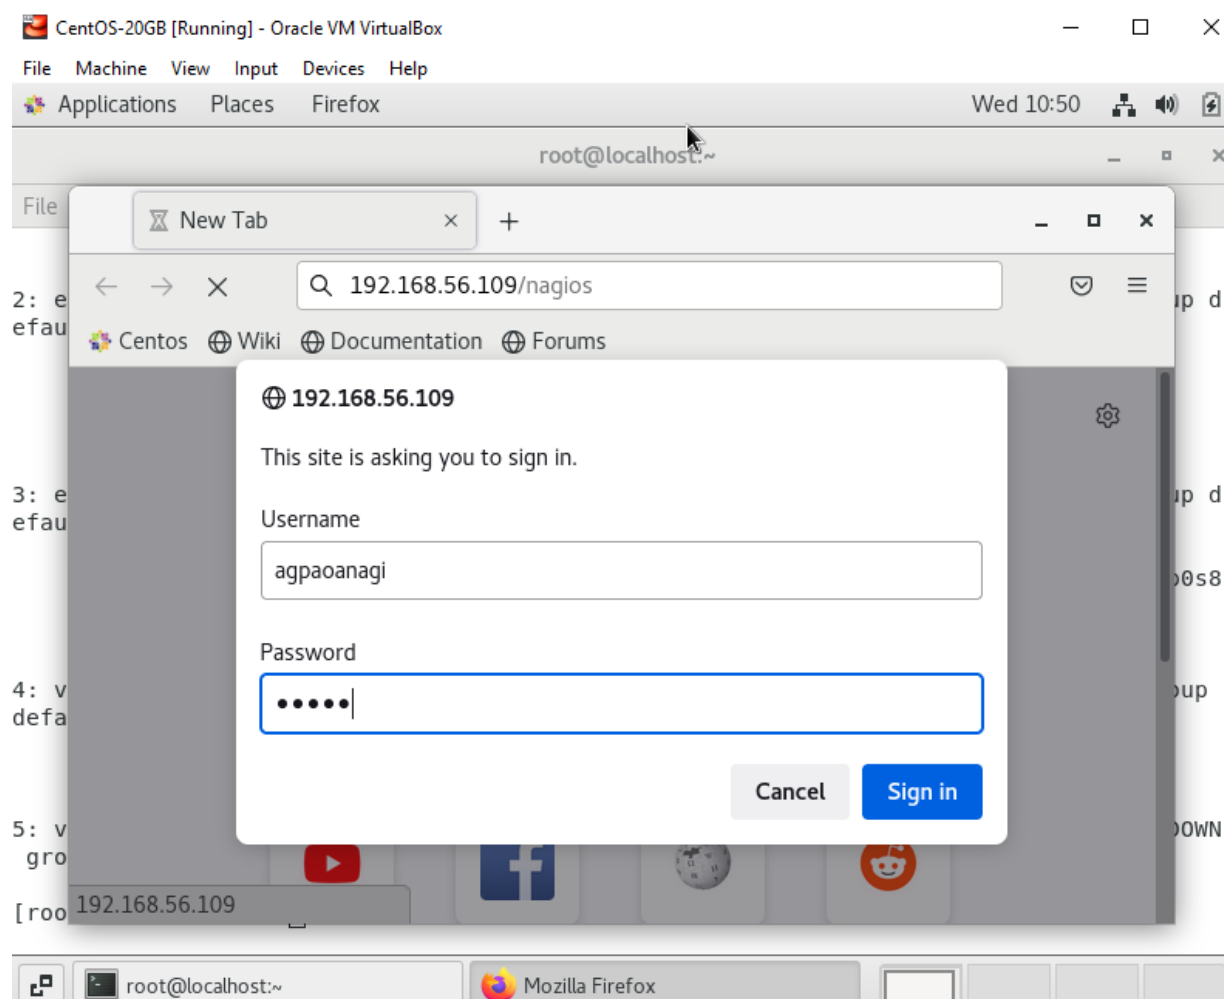 CentOS-20GB [Running] - Oracle VM VirtualBox
File Machine View Input Devices Help
Applications Places Firefox Wed 10:50
root@localhost:~
File
New Tab
192.168.56.109/nagios
2: e up d
efau
Centos Wiki Documentation Forums
192.168.56.109
This site is asking you to sign in.
3: e up d
efau
Username
agpaoanagi
0s8
Password
4: v oup
defa
•••••
Cancel Sign in
5: v DOWN
gro
192.168.56.109
[roo
root@localhost:~ Mozilla Firefox